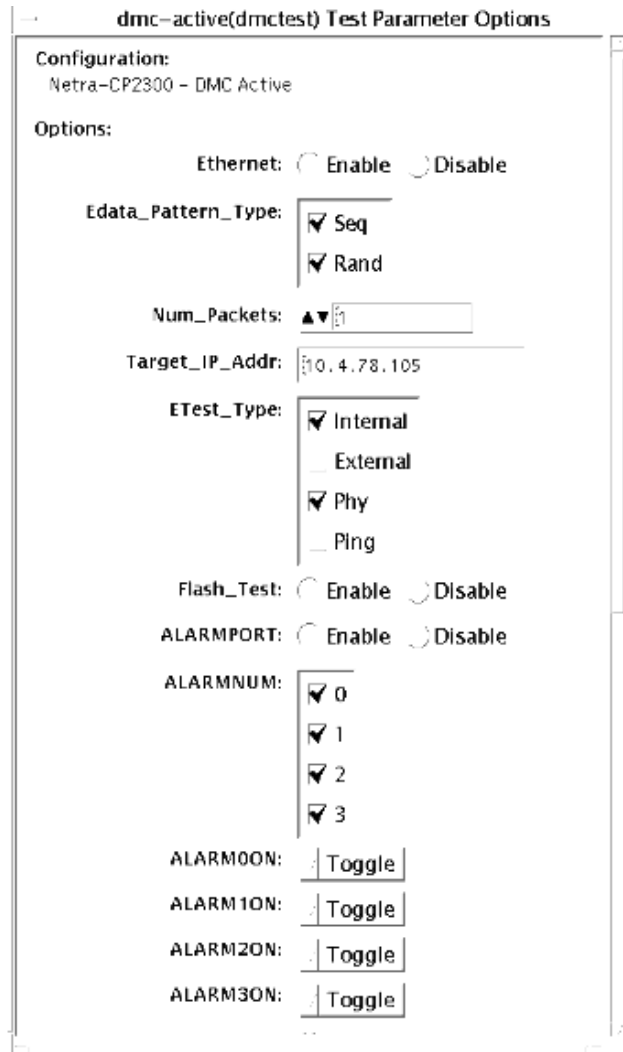 dmc-active(dmctest) Test Parameter Options
Configuration:
Netra-CP2300 - DMC Active
Options:
Ethernet: Enable Disable
Edata_Pattern_Type:
Seq
Rand
Num_Packets: 1
Target_IP_Addr: 10.4.78.105
ETest_Type:
Internal
External
Phy
Ping
Flash_Test: Enable Disable
ALARMPORT: Enable Disable
ALARMNUM:
0
1
2
3
ALARM0ON: Toggle
ALARM1ON: Toggle
ALARM2ON: Toggle
ALARM3ON: Toggle